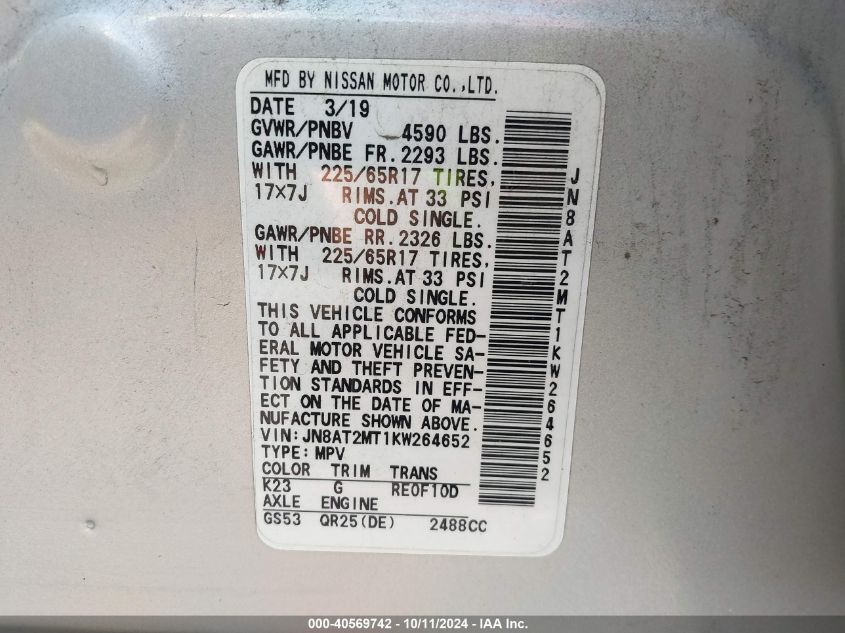 MFD BY NISSAN MOTOR CO.,LTD.
DATE 3/19
GVWR/PNBV 4590 LBS.
GAWR/PNBE FR. 2293 LBS.
WITH 225/65R17 TIRES,
17×7J RIMS.AT 33 PSI
COLD SINGLE.
GAWR/PNBE RR. 2326 LBS.
WITH 225/65R17 TIRES,
17×7J RIMS.AT 33 PSI
COLD SINGLE.
THIS VEHICLE CONFORMS
TO ALL APPLICABLE FED-
ERAL MOTOR VEHICLE SA-
FETY AND THEFT PREVEN-
TION STANDARDS IN EFF-
ECT ON THE DATE OF MA-
NUFACTURE SHOWN ABOVE.
VIN:JN8AT2MT1KW264652
TYPE:MPV
COLOR TRIM TRANS
K23 G RE0F10D
AXLE ENGINE
GS53 QR25(DE) 2488CC
JN8AT2MT1KW264652
000-40569742 - 10/11/2024 - IAA Inc.